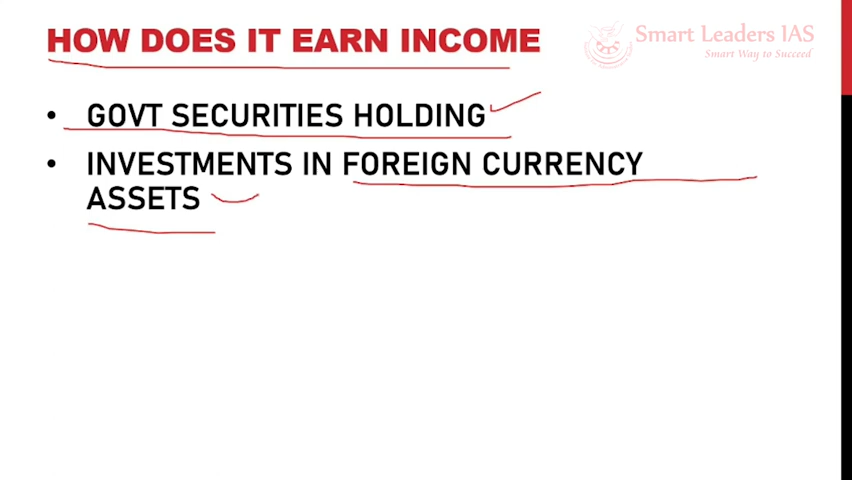 HOW DOES IT EARN INCOME
Smart Leaders IAS
Smart Way to Succeed
• GOVT SECURITIES HOLDING
• INVESTMENTS IN FOREIGN CURRENCY
ASSETS